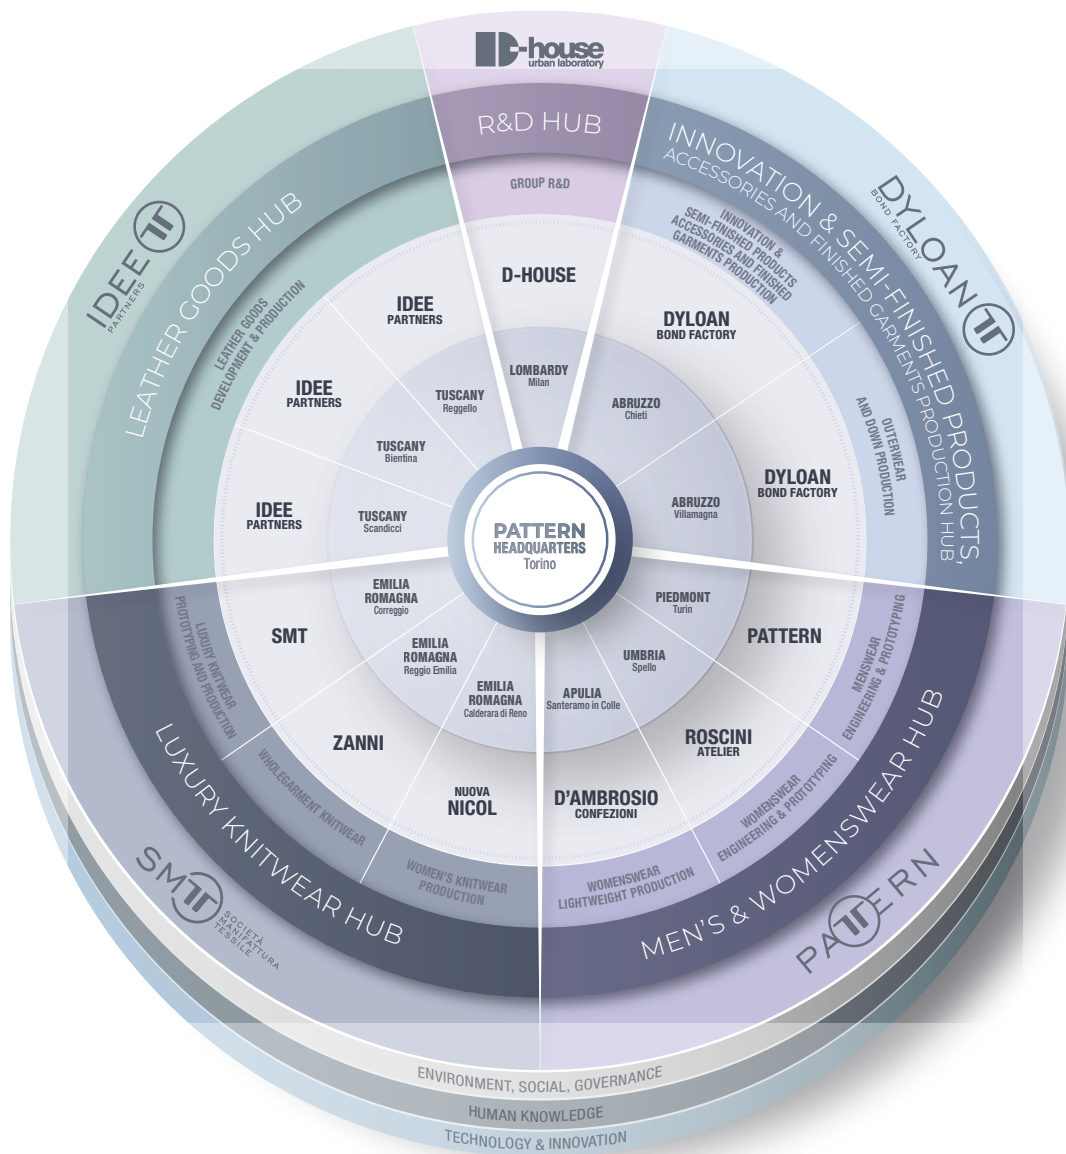 D-house
urban laboratory
R&D HUB
GROUP R&D
D-HOUSE
LOMBARDY
Milan
DYLOAN
BOND FACTORY
INNOVATION & SEMI-FINISHED PRODUCTS,
ACCESSORIES AND FINISHED GARMENTS PRODUCTION HUB
INNOVATION &
SEMI-FINISHED PRODUCTS
ACCESSORIES AND FINISHED
GARMENTS PRODUCTION
DYLOAN
BOND FACTORY
ABRUZZO
Chieti
OUTERWEAR
AND DOWN PRODUCTION
DYLOAN
BOND FACTORY
ABRUZZO
Villamagna
PATTERN
MEN'S & WOMENSWEAR HUB
MENSWEAR
ENGINEERING & PROTOTYPING
PATTERN
PIEDMONT
Turin
WOMENSWEAR
ENGINEERING & PROTOTYPING
ROSCINI
ATELIER
UMBRIA
Spello
WOMENSWEAR
LIGHTWEIGHT PRODUCTION
D'AMBROSIO
CONFEZIONI
APULIA
Santeramo in Colle
SMT
SOCIETÀ
MANIFATTURA
TESSILE
LUXURY KNITWEAR HUB
WOMEN'S KNITWEAR
PRODUCTION
NUOVA
NICOL
EMILIA
ROMAGNA
Calderara di Reno
WHOLEGARMENT KNITWEAR
ZANNI
EMILIA
ROMAGNA
Reggio Emilia
LUXURY KNITWEAR
PROTOTYPING AND PRODUCTION
SMT
EMILIA
ROMAGNA
Correggio
IDEE
PARTNERS
LEATHER GOODS HUB
LEATHER GOODS
DEVELOPMENT & PRODUCTION
IDEE
PARTNERS
TUSCANY
Scandicci
IDEE
PARTNERS
TUSCANY
Bientina
IDEE
PARTNERS
TUSCANY
Reggello
PATTERN
HEADQUARTERS
Torino
ENVIRONMENT, SOCIAL, GOVERNANCE
HUMAN KNOWLEDGE
TECHNOLOGY & INNOVATION